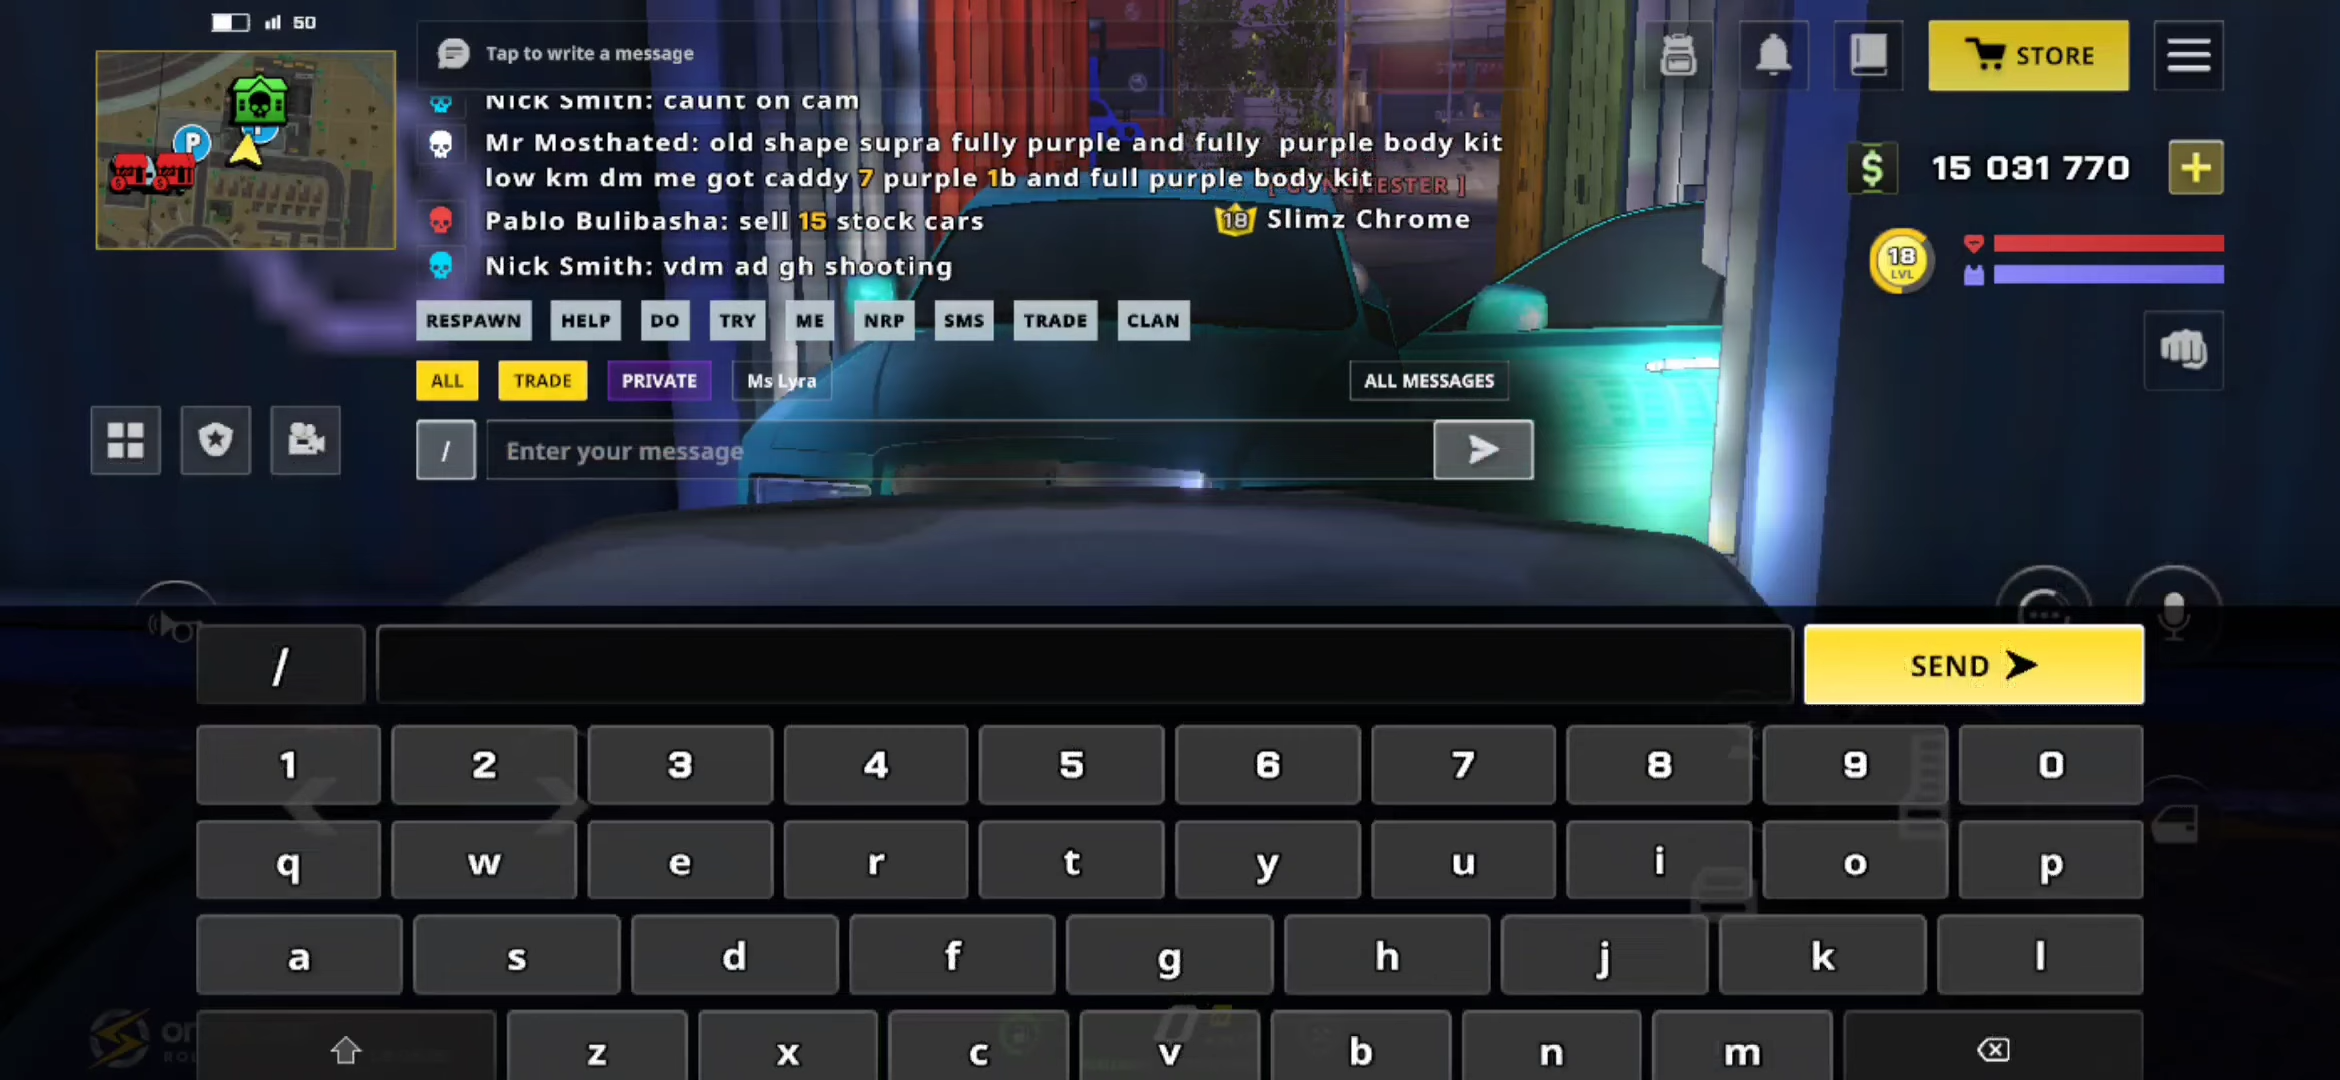 50
Tap to write a message
STORE
Nick Smith: caunt on cam
Mr Mosthated: old shape supra fully purple and fully purple body kit
low km dm me got caddy 7 purple 1b and full purple body kit
Pablo Bulibasha: sell 15 stock cars
18 Slimz Chrome
Nick Smith: vdm ad gh shooting
$ 15 031 770 +
18
LVL
P
RESPAWN HELP DO TRY ME NRP SMS TRADE CLAN
ALL TRADE PRIVATE Ms Lyra ALL MESSAGES
/ Enter your message
/ SEND
1 2 3 4 5 6 7 8 9 0
q w e r t y u i o p
a s d f g h j k l
z x c v b n m